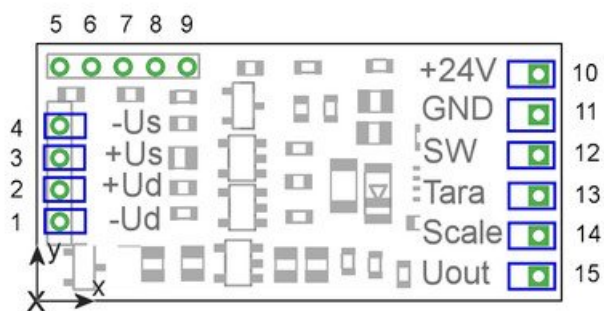 5 6 7 8 9
+24V 10
GND 11
4 -Us
SW 12
3 +Us
2 +Ud
Tara 13
1 -Ud
Scale 14
y
Uout 15
X x